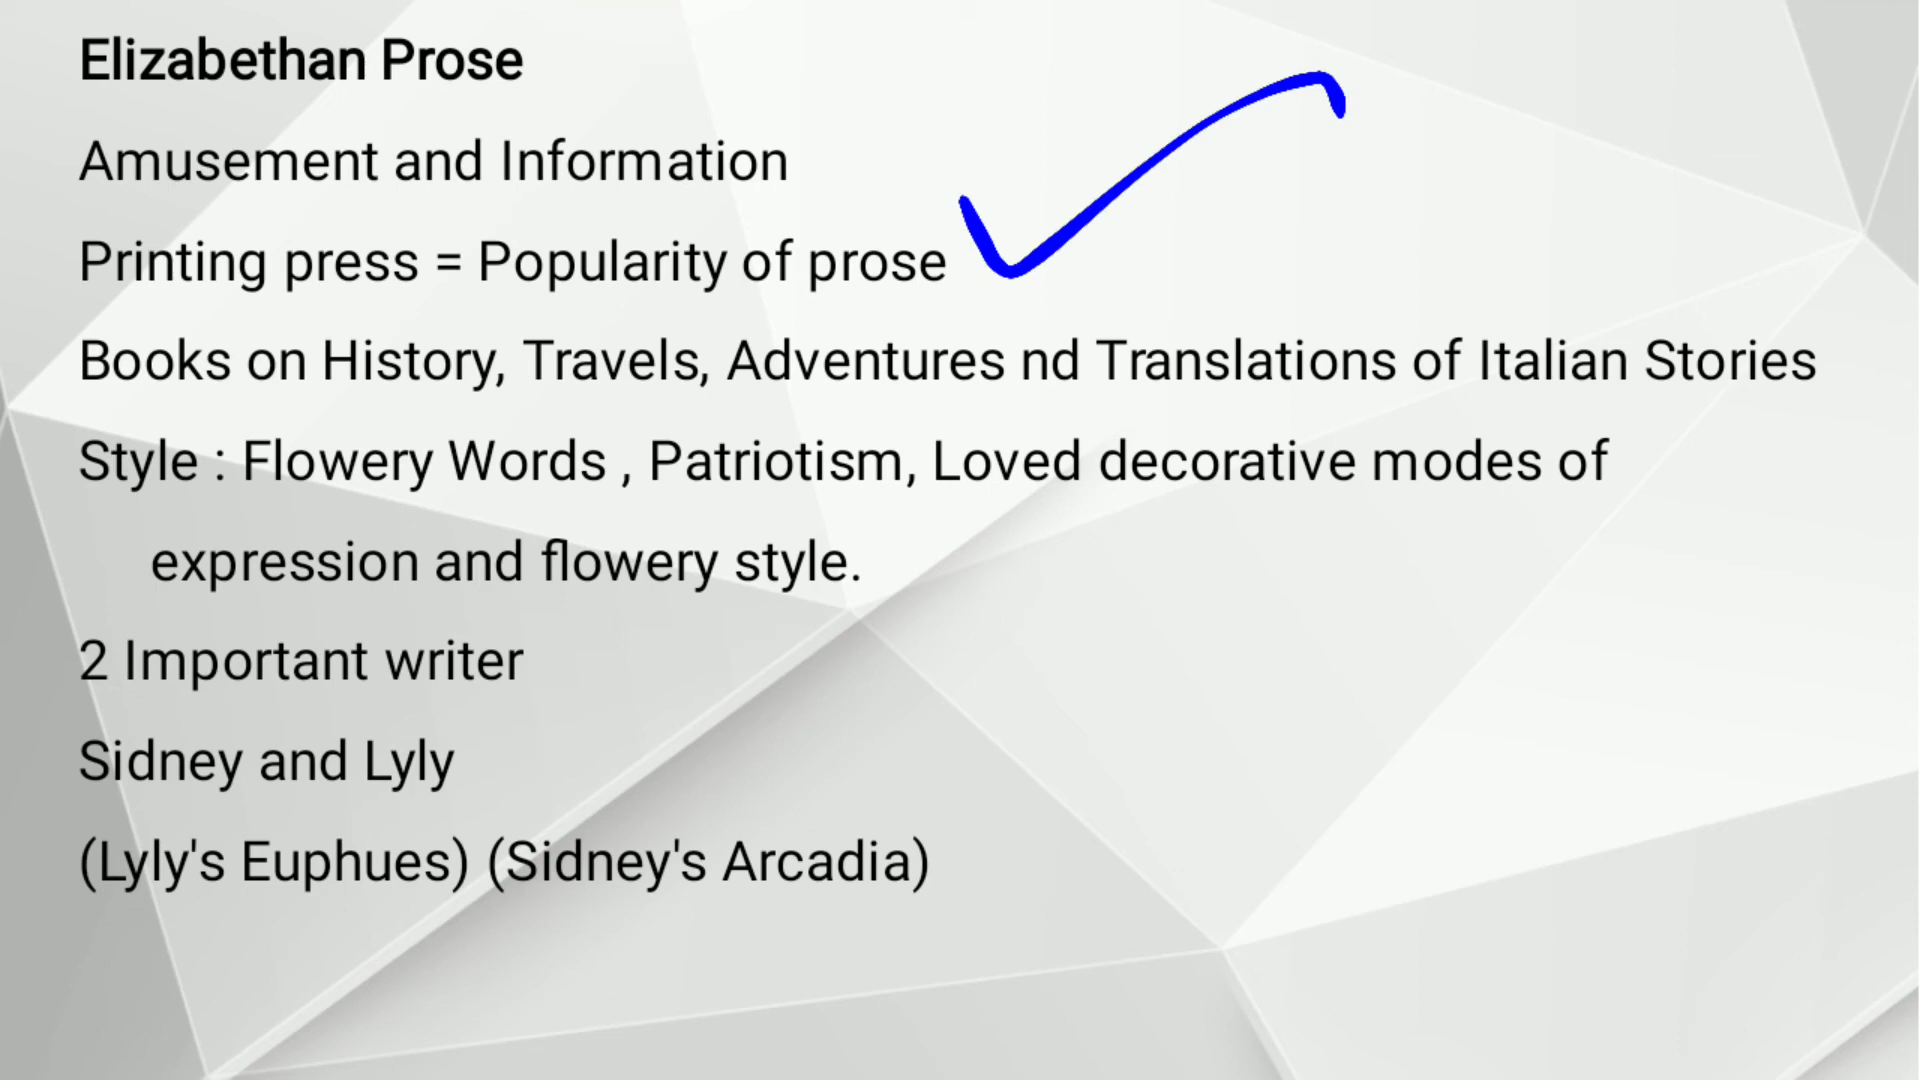 Elizabethan Prose
Amusement and Information
Printing press = Popularity of prose
Books on History, Travels, Adventures nd Translations of Italian Stories
Style : Flowery Words , Patriotism, Loved decorative modes of
expression and flowery style.
2 Important writer
Sidney and Lyly
(Lyly's Euphues) (Sidney's Arcadia)